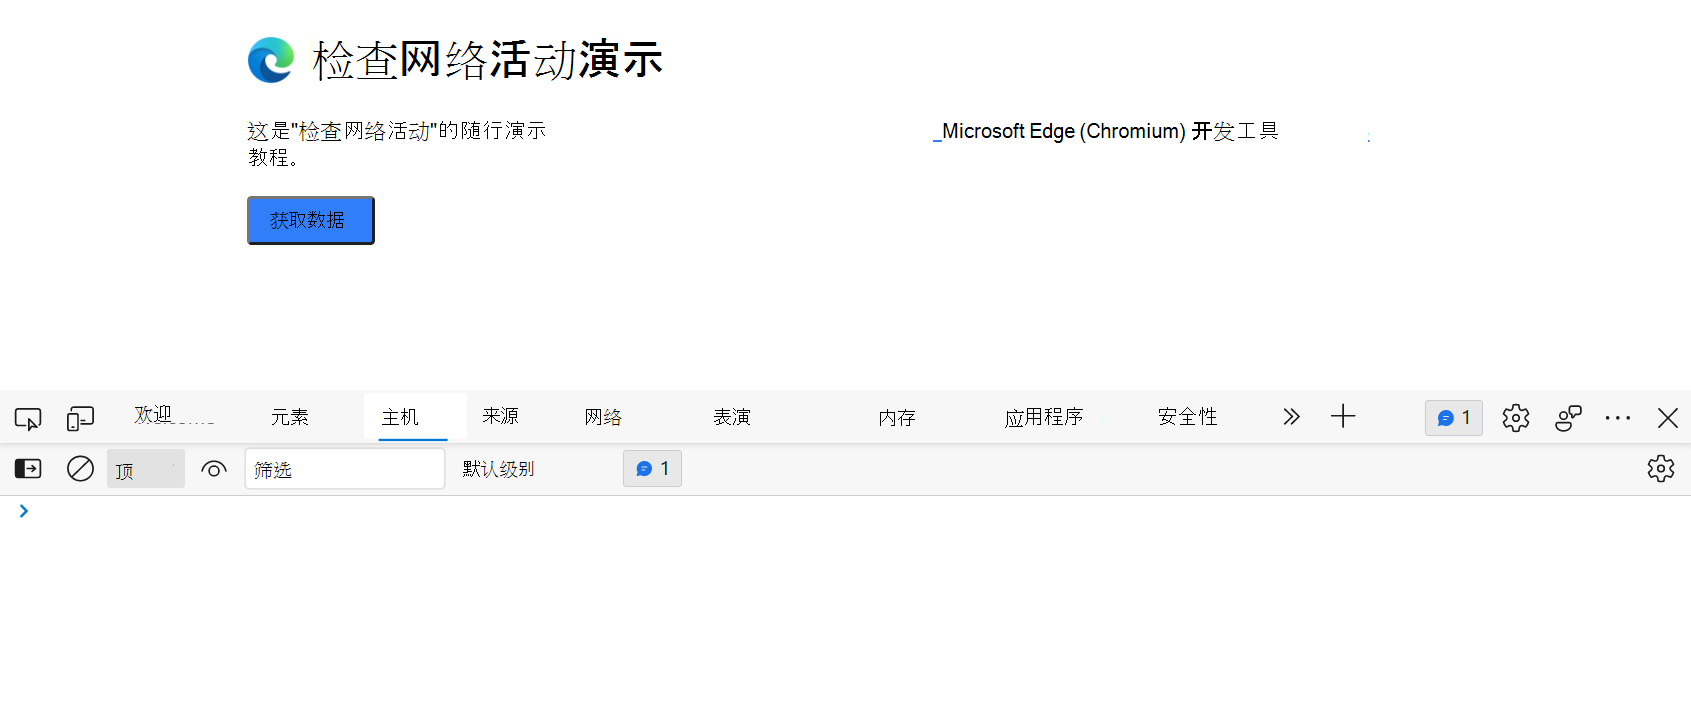 检查网络活动演示
这是"检查网络活动"的随行演示 _Microsoft Edge (Chromium) 开发工具
教程。
获取数据
欢迎 元素 主机 来源 网络 表演 内存 应用程序 安全性 1
顶 筛选 默认级别 1